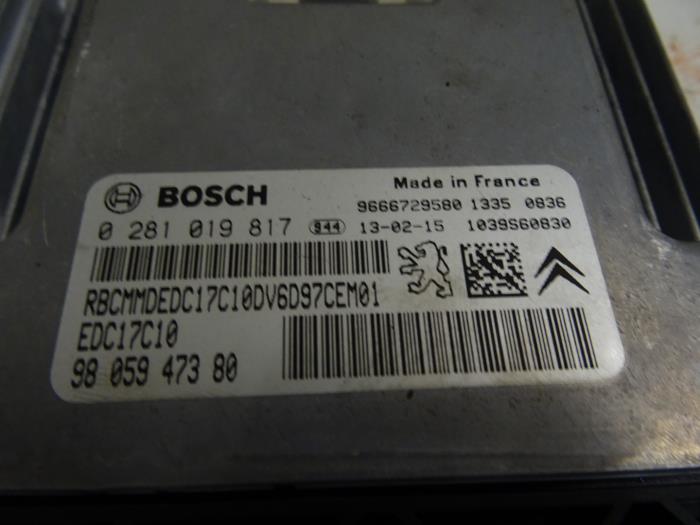 BOSCH
Made in France
9666729580 1335 0836
0 281 019 817 944 13-02-15 1039S60830
RBCMMDEDC17C10DV6D97CEM01
EDC17C10
98 059 473 80